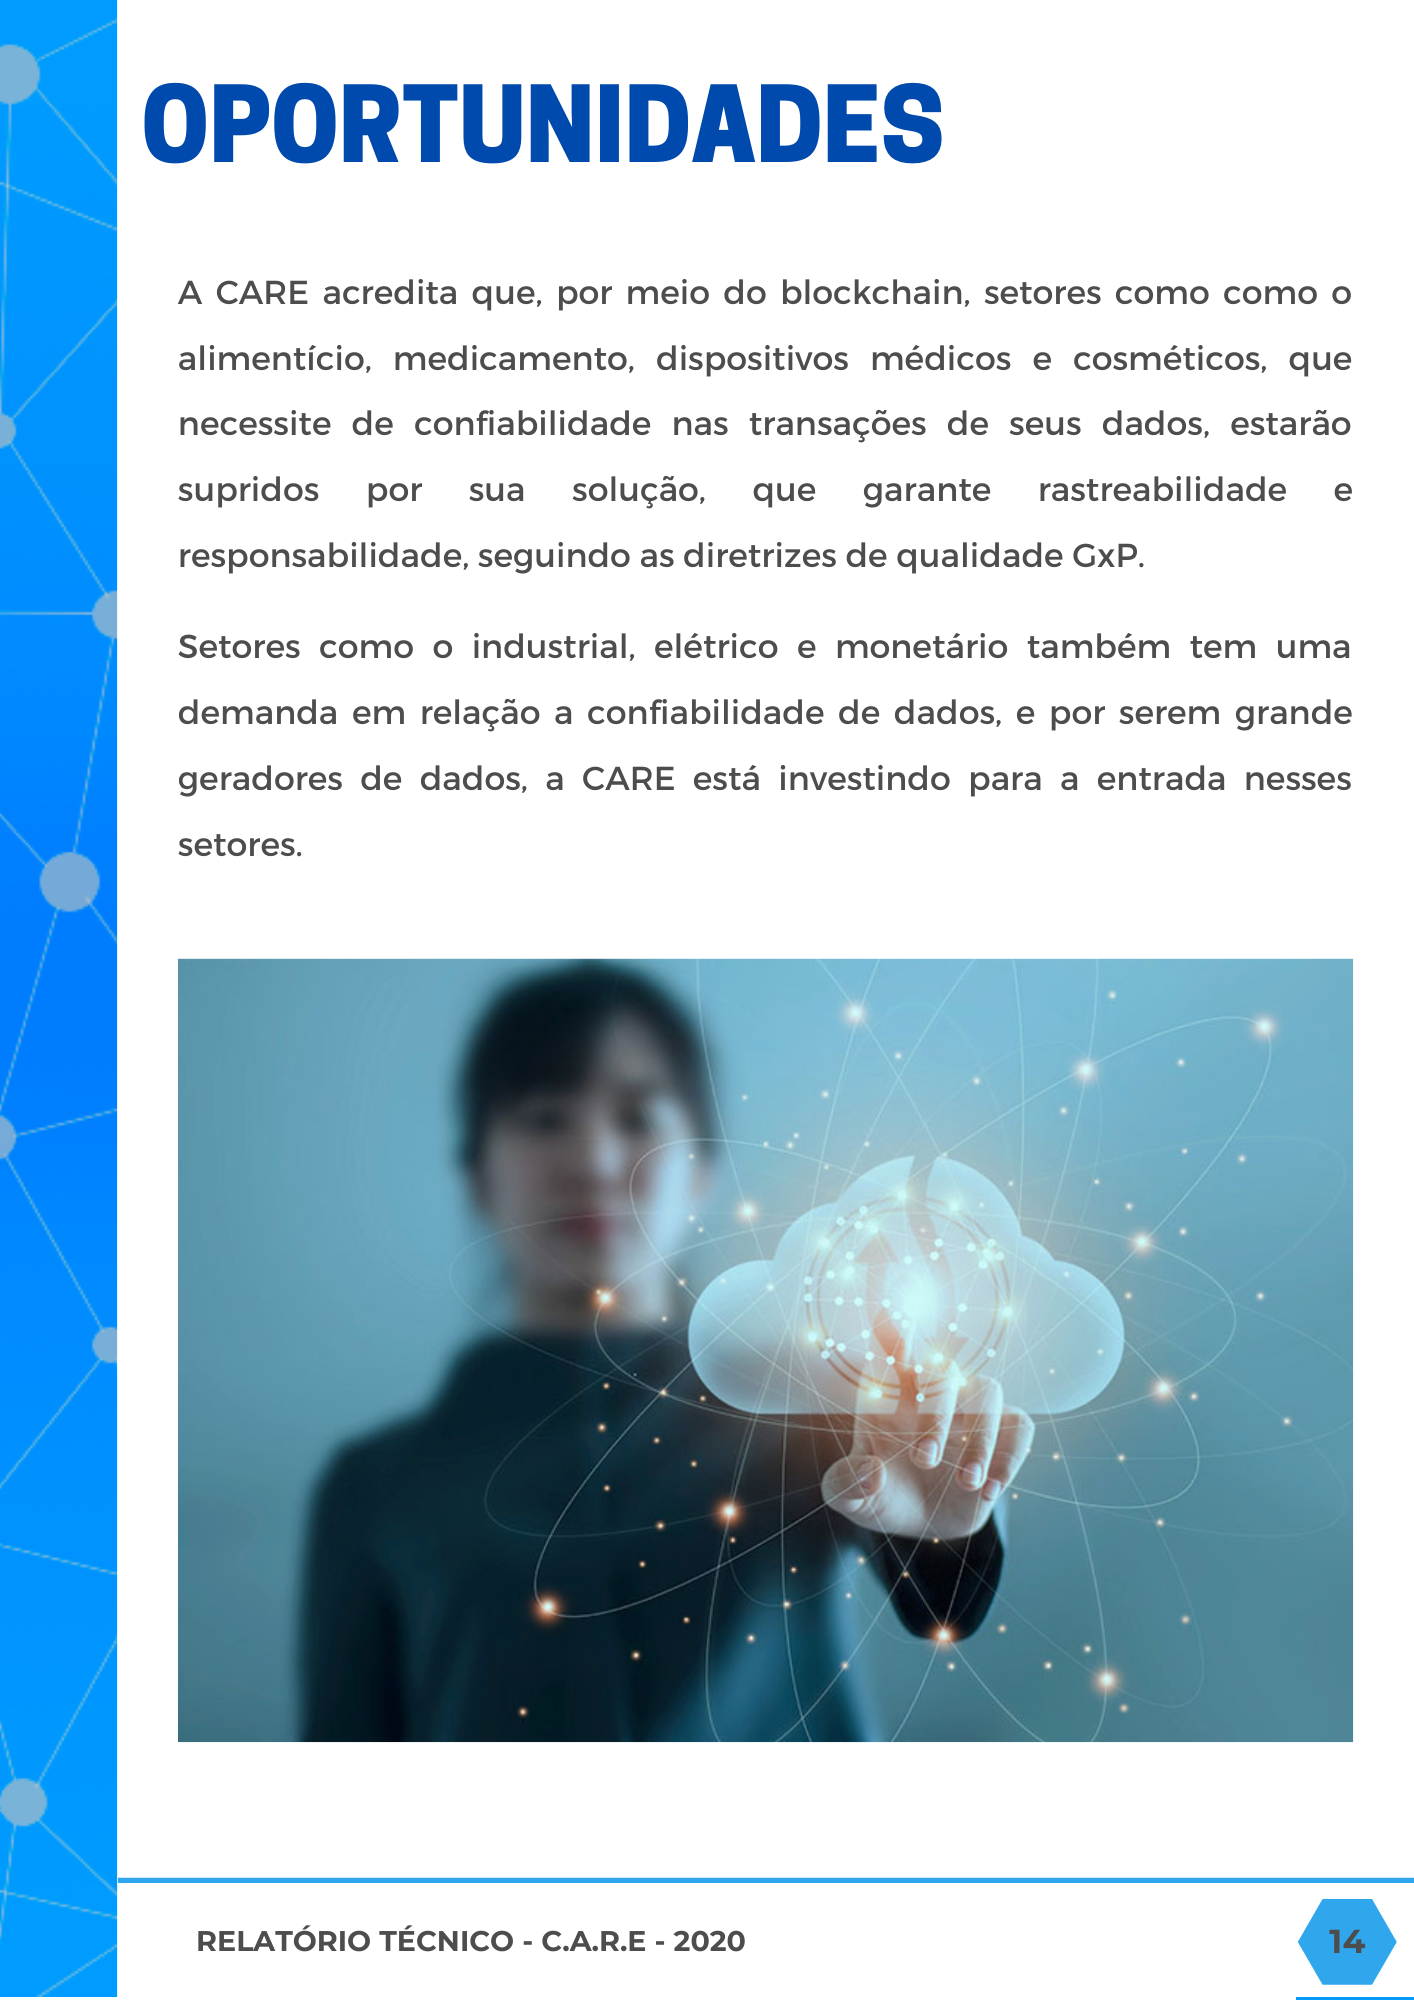 OPORTUNIDADES
A CARE acredita que, por meio do blockchain, setores como como o
alimentício, medicamento, dispositivos médicos e cosméticos, que
necessite de confiabilidade nas transações de seus dados, estarão
supridos por sua solução, que garante rastreabilidade e
responsabilidade, seguindo as diretrizes de qualidade GxP.
Setores como o industrial, elétrico e monetário também tem uma
demanda em relação a confiabilidade de dados, e por serem grande
geradores de dados, a CARE está investindo para a entrada nesses
setores.
RELATÓRIO TÉCNICO - C.A.R.E - 2020
14